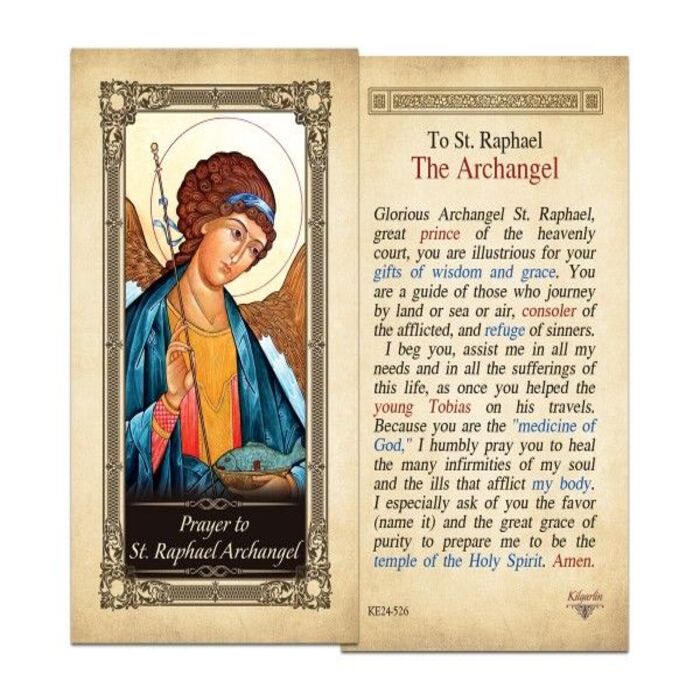 Prayer to
St. Raphael Archangel
To St. Raphael
The Archangel
Glorious Archangel St. Raphael,
great prince of the heavenly
court, you are illustrious for your
gifts of wisdom and grace. You
are a guide of those who journey
by land or sea or air, consoler of
the afflicted, and refuge of sinners.
I beg you, assist me in all my
needs and in all the sufferings of
this life, as once you helped the
young Tobias on his travels.
Because you are the "medicine of
God," I humbly pray you to heal
the many infirmities of my soul
and the ills that afflict my body.
I especially ask of you the favor
(name it) and the great grace of
purity to prepare me to be the
temple of the Holy Spirit. Amen.
KE24-526
Kilgarlin